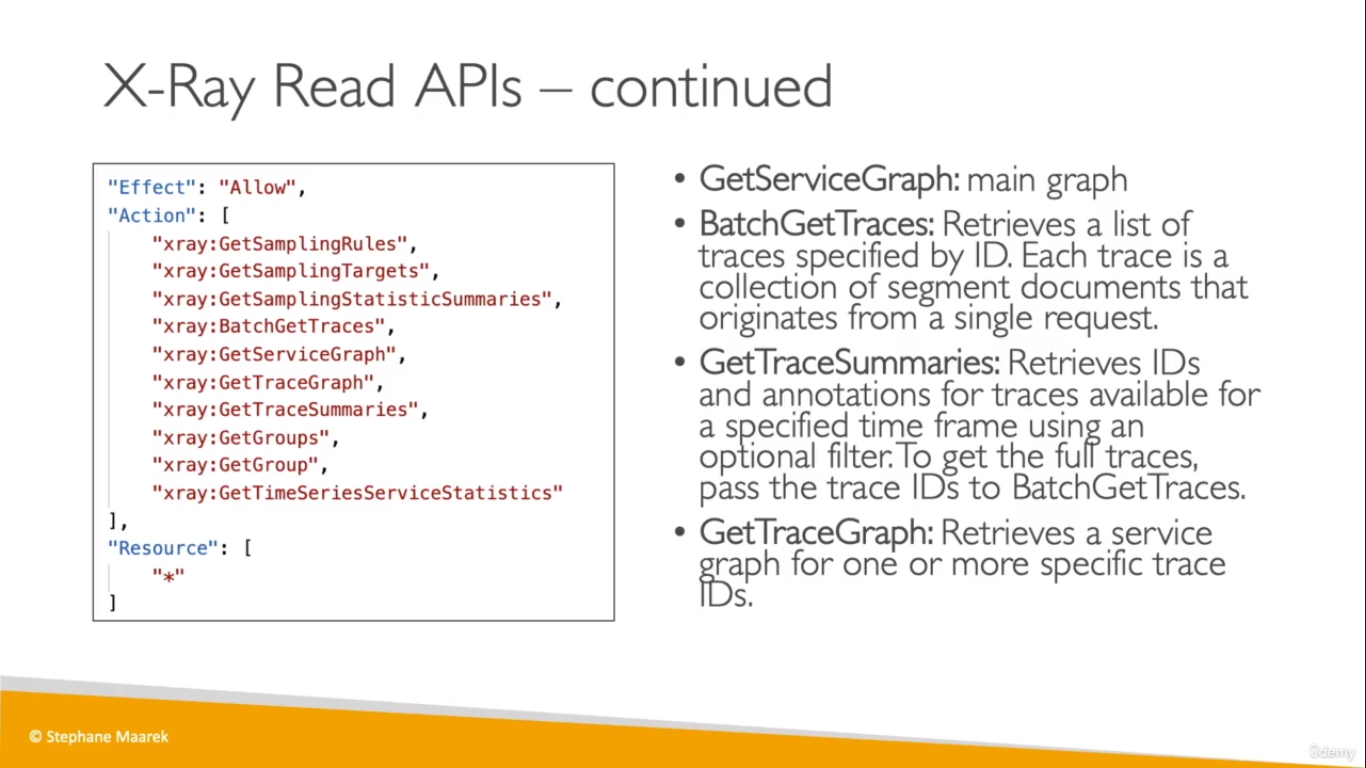 X-Ray Read APIs – continued
"Effect": "Allow",
"Action": [
"xray:GetSamplingRules",
"xray:GetSamplingTargets",
"xray:GetSamplingStatisticSummaries",
"xray:BatchGetTraces",
"xray:GetServiceGraph",
"xray:GetTraceGraph",
"xray:GetTraceSummaries",
"xray:GetGroups",
"xray:GetGroup",
"xray:GetTimeSeriesServiceStatistics"
],
"Resource": [
"*"
]
• GetServiceGraph: main graph
• BatchGetTraces: Retrieves a list of
traces specified by ID. Each trace is a
collection of segment documents that
originates from a single request.
• GetTraceSummaries: Retrieves IDs
and annotations for traces available for
a specified time frame using an
optional filter. To get the full traces,
pass the trace IDs to BatchGetTraces.
• GetTraceGraph: Retrieves a service
graph for one or more specific trace
IDs.
© Stephane Maarek
ûdemy